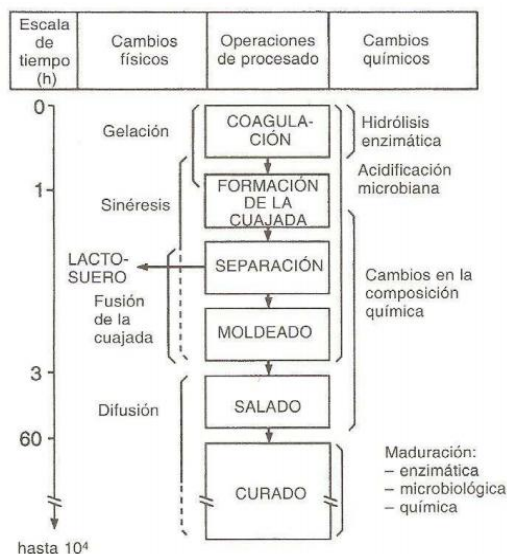 Escala
de
tiempo
(h)
Cambios
físicos
Operaciones
de procesado
Cambios
químicos
0
Gelación
COAGULA-
CIÓN
Hidrólisis
enzimática
Acidificación
microbiana
1
FORMACIÓN
DE LA
CUAJADA
Sinéresis
LACTO-
SUERO
SEPARACIÓN
Cambios en la
composición
química
Fusión
de la
cuajada
MOLDEADO
3
Difusión
SALADO
60
CURADO
Maduración:
– enzimática
– microbiológica
– química
hasta 10⁴